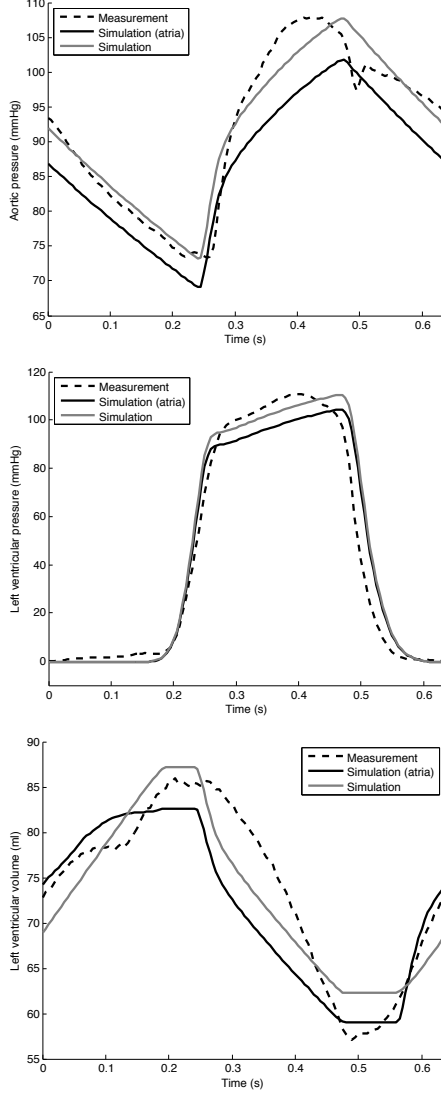 110
105
100
95
90
85
80
75
70
65
Aortic pressure (mmHg)
Measurement
Simulation (atria)
Simulation
0 0.1 0.2 0.3 0.4 0.5 0.6
Time (s)
120
100
80
60
40
20
0
Left ventricular pressure (mmHg)
Measurement
Simulation (atria)
Simulation
0 0.1 0.2 0.3 0.4 0.5 0.6
Time (s)
90
85
80
75
70
65
60
55
Left ventricular volume (ml)
Measurement
Simulation (atria)
Simulation
0 0.1 0.2 0.3 0.4 0.5 0.6
Time (s)